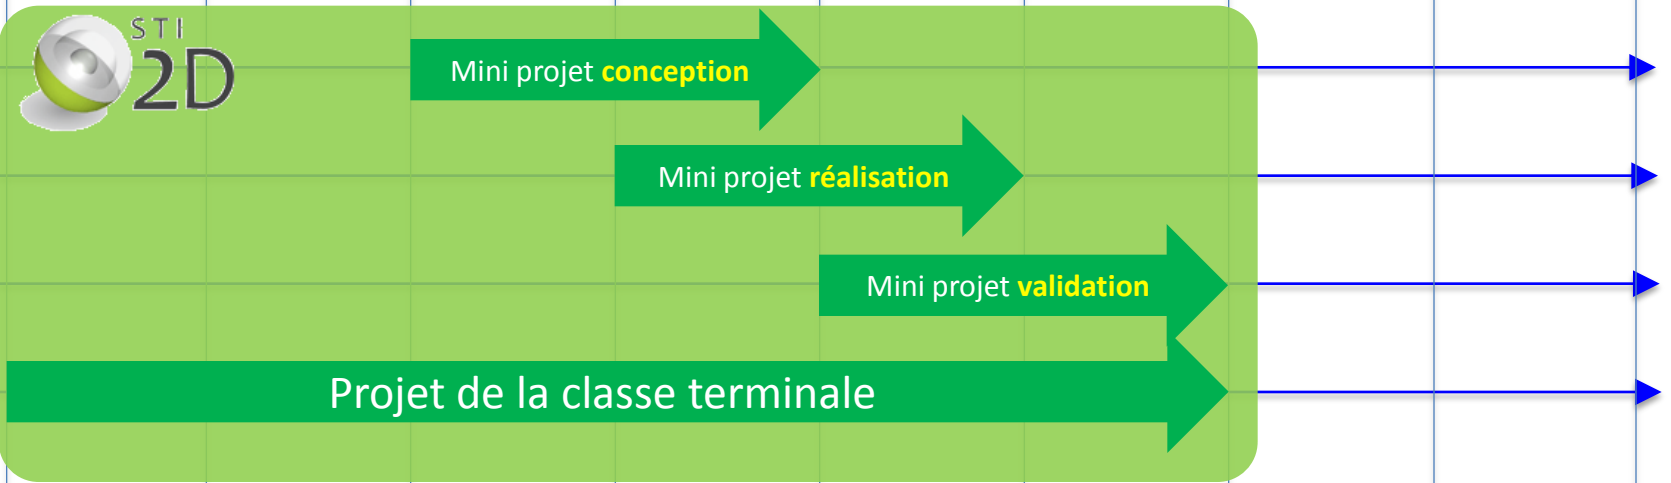 STI
2D
Mini projet conception
Mini projet réalisation
Mini projet validation
Projet de la classe terminale